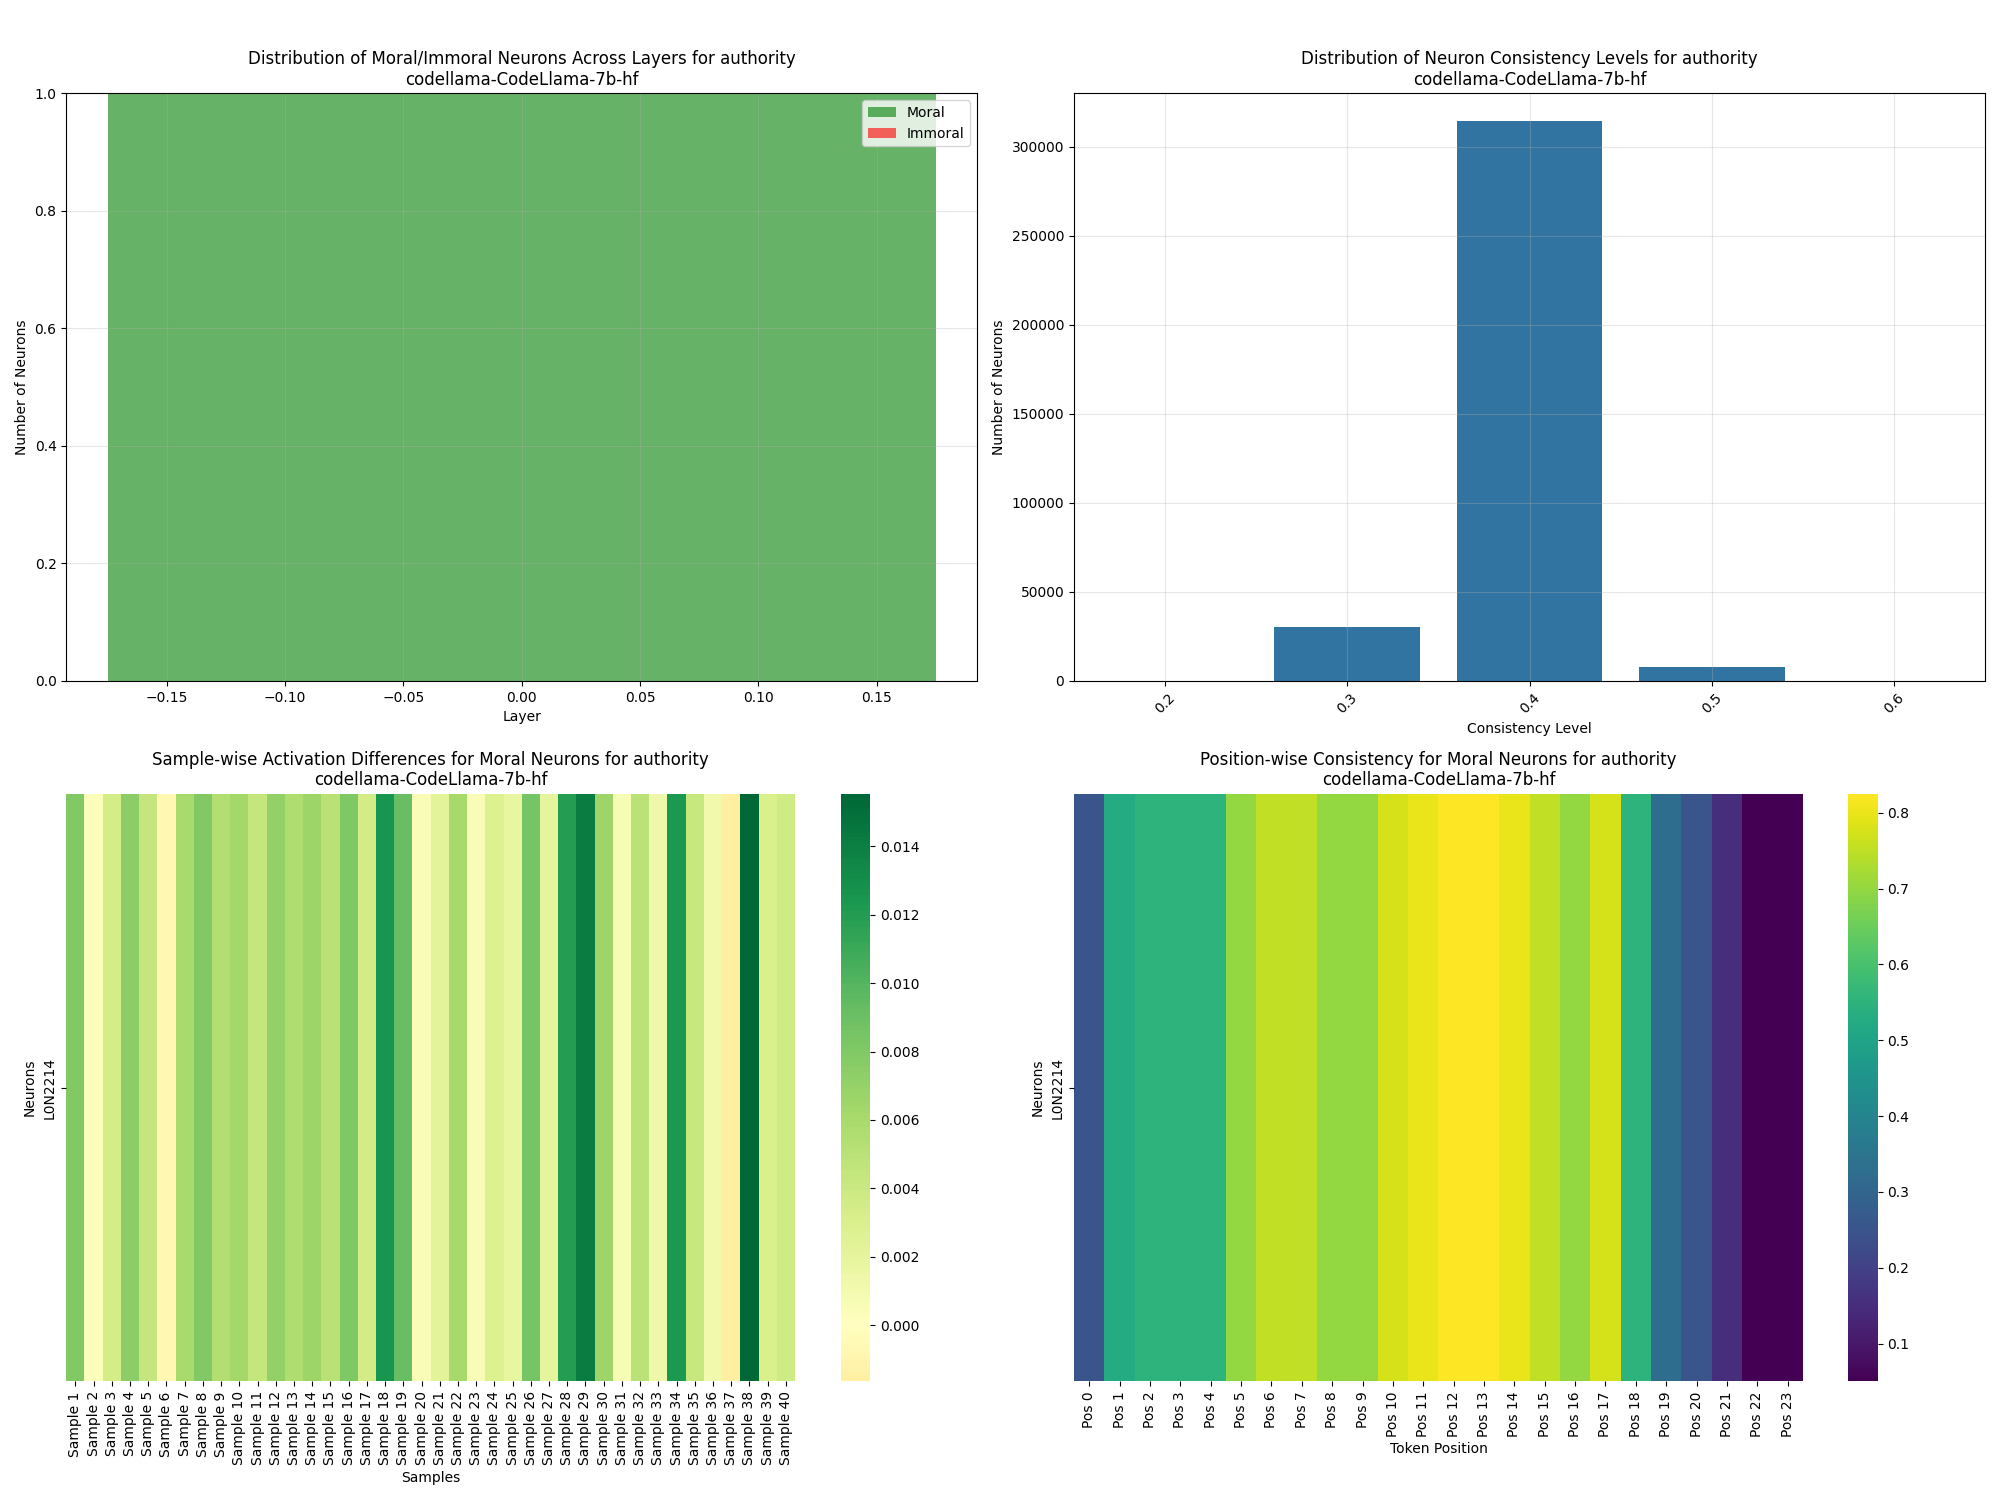 Distribution of Moral/Immoral Neurons Across Layers for authority
codellama-CodeLlama-7b-hf
Moral
Immoral
Number of Neurons
1.0
0.8
0.6
0.4
0.2
0.0
−0.15 −0.10 −0.05 0.00 0.05 0.10 0.15
Layer
Distribution of Neuron Consistency Levels for authority
codellama-CodeLlama-7b-hf
Number of Neurons
300000
250000
200000
150000
100000
50000
0
0.2 0.3 0.4 0.5 0.6
Consistency Level
Sample-wise Activation Differences for Moral Neurons for authority
codellama-CodeLlama-7b-hf
Neurons
L0N2214
0.014
0.012
0.010
0.008
0.006
0.004
0.002
0.000
Sample 1
Sample 2
Sample 3
Sample 4
Sample 5
Sample 6
Sample 7
Sample 8
Sample 9
Sample 10
Sample 11
Sample 12
Sample 13
Sample 14
Sample 15
Sample 16
Sample 17
Sample 18
Sample 19
Sample 20
Sample 21
Sample 22
Sample 23
Sample 24
Sample 25
Sample 26
Sample 27
Sample 28
Sample 29
Sample 30
Sample 31
Sample 32
Sample 33
Sample 34
Sample 35
Sample 36
Sample 37
Sample 38
Sample 39
Sample 40
Samples
Position-wise Consistency for Moral Neurons for authority
codellama-CodeLlama-7b-hf
Neurons
L0N2214
0.8
0.7
0.6
0.5
0.4
0.3
0.2
0.1
Pos 0
Pos 1
Pos 2
Pos 3
Pos 4
Pos 5
Pos 6
Pos 7
Pos 8
Pos 9
Pos 10
Pos 11
Pos 12
Pos 13
Pos 14
Pos 15
Pos 16
Pos 17
Pos 18
Pos 19
Pos 20
Pos 21
Pos 22
Pos 23
Token Position